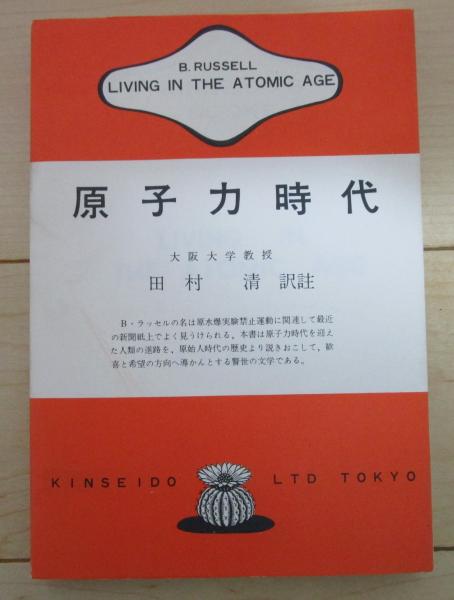 B. RUSSELL
LIVING IN THE ATOMIC AGE
原子力時代
大阪大学教授
田村 清 訳註
B・ラッセルの名は原水爆実験禁止運動に関連して最近
の新聞紙上でよく見うけられる。本書は原子力時代を迎え
た人類の進路を、原始人時代の歴史より説きおこして、歓
喜と希望の方向へ導かんとする警世の文学である。
KINSEIDO LTD TOKYO